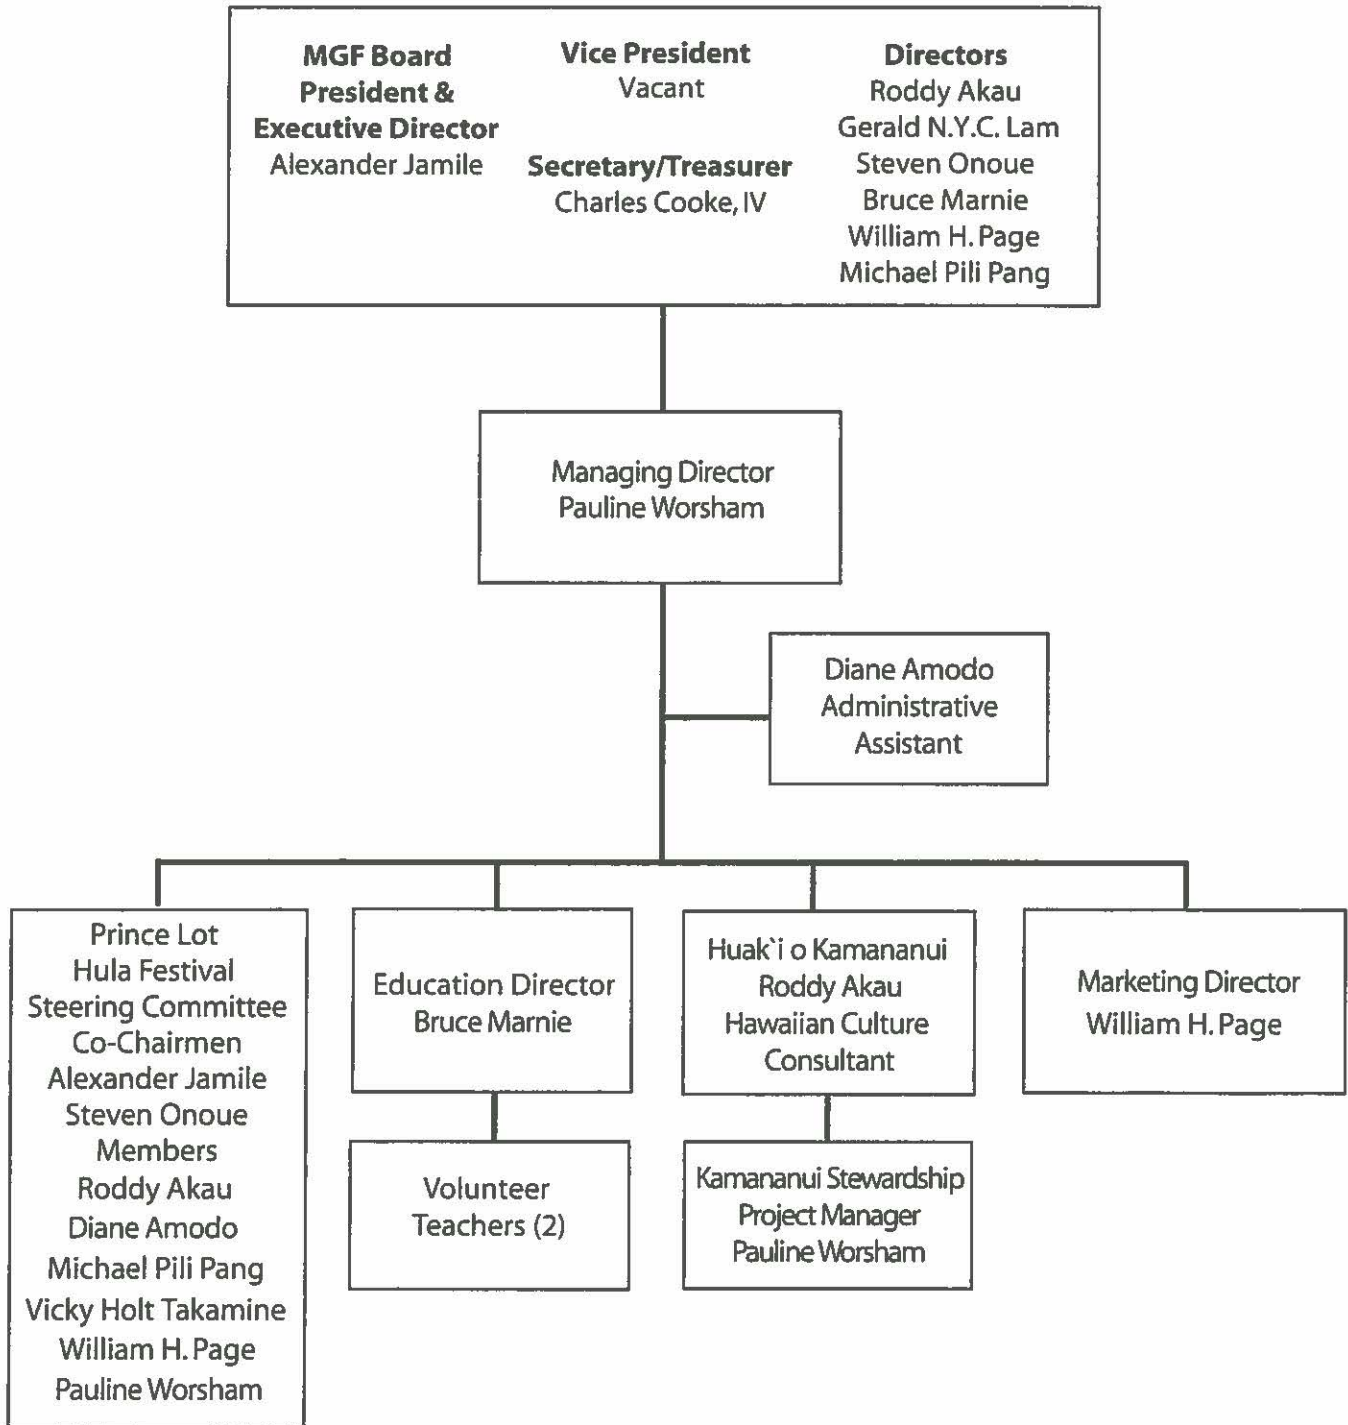 MGF Board
President &
Executive Director
Alexander Jamile
Vice President
Vacant
Secretary/Treasurer
Charles Cooke, IV
Directors
Roddy Akau
Gerald N.Y.C. Lam
Steven Onoue
Bruce Marnie
William H. Page
Michael Pili Pang
Managing Director
Pauline Worsham
Diane Amodo
Administrative
Assistant
Prince Lot
Hula Festival
Steering Committee
Co-Chairmen
Alexander Jamile
Steven Onoue
Members
Roddy Akau
Diane Amodo
Michael Pili Pang
Vicky Holt Takamine
William H. Page
Pauline Worsham
Education Director
Bruce Marnie
Volunteer
Teachers (2)
Huak`i o Kamananui
Roddy Akau
Hawaiian Culture
Consultant
Kamananui Stewardship
Project Manager
Pauline Worsham
Marketing Director
William H. Page